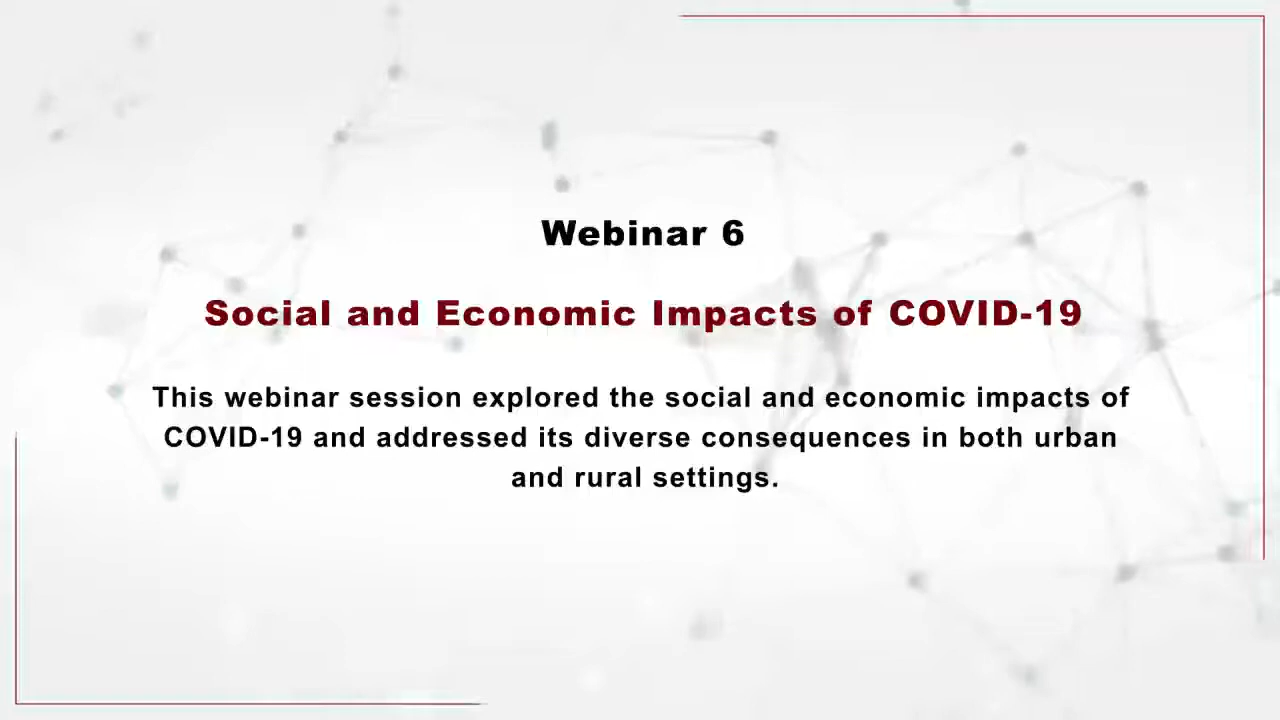 Webinar 6
Social and Economic Impacts of COVID-19
This webinar session explored the social and economic impacts of
COVID-19 and addressed its diverse consequences in both urban
and rural settings.